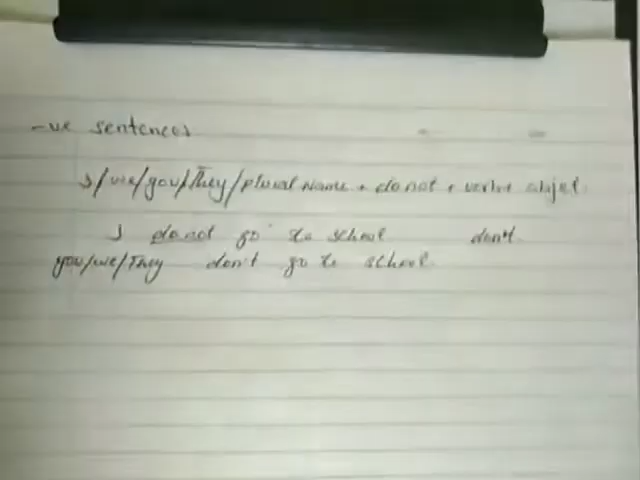 -ve sentences
I/we/you/They/plural name + do not + verb + objet.
I do not go to school don't
you/we/They don't go to school.